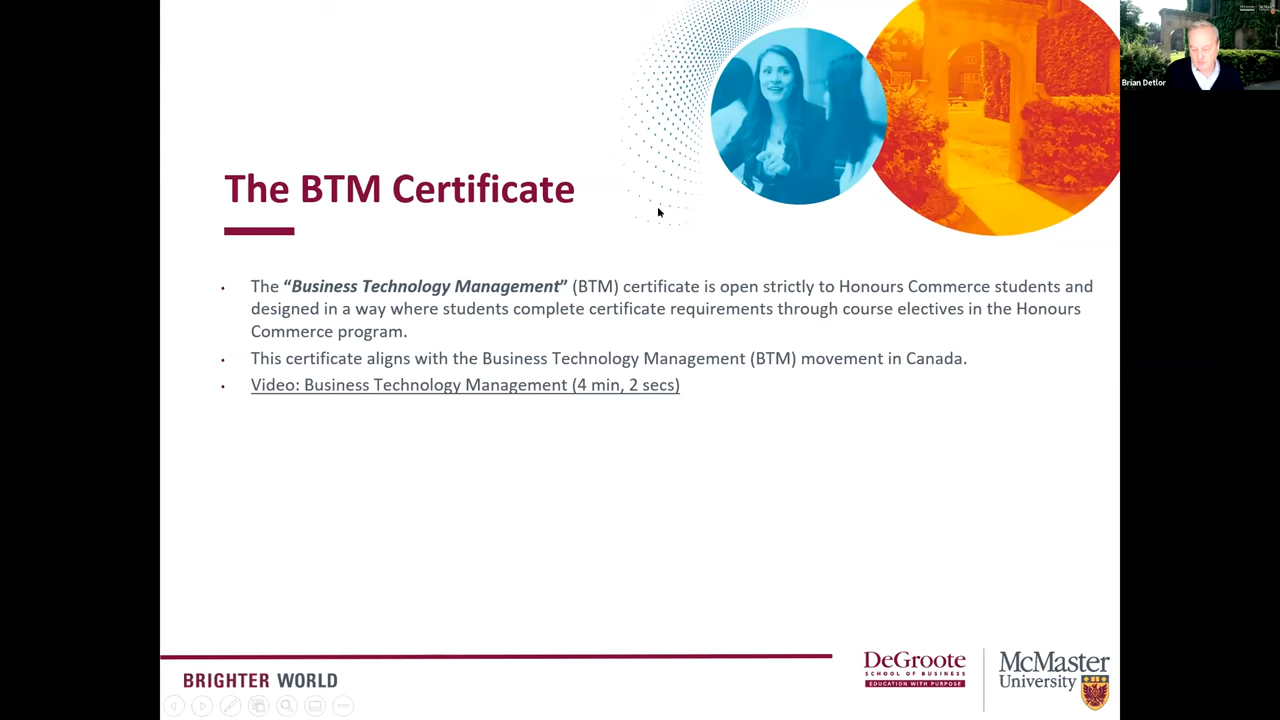 Brian Detlor
The BTM Certificate
• The “Business Technology Management” (BTM) certificate is open strictly to Honours Commerce students and
designed in a way where students complete certificate requirements through course electives in the Honours
Commerce program.
• This certificate aligns with the Business Technology Management (BTM) movement in Canada.
• Video: Business Technology Management (4 min, 2 secs)
BRIGHTER WORLD
DeGroote
SCHOOL OF BUSINESS
EDUCATION WITH PURPOSE
McMaster
University